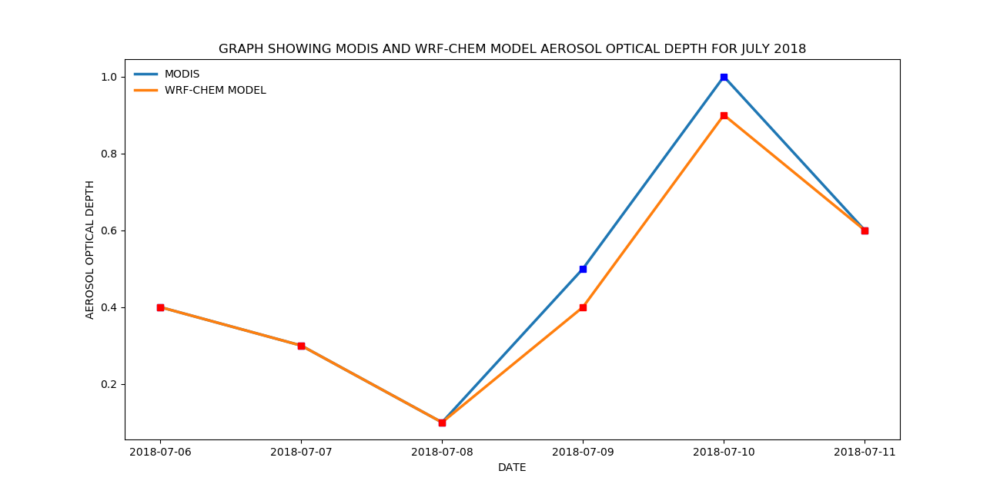 GRAPH SHOWING MODIS AND WRF-CHEM MODEL AEROSOL OPTICAL DEPTH FOR JULY 2018
MODIS
WRF-CHEM MODEL
AEROSOL OPTICAL DEPTH
1.0
0.8
0.6
0.4
0.2
2018-07-06 2018-07-07 2018-07-08 2018-07-09 2018-07-10 2018-07-11
DATE